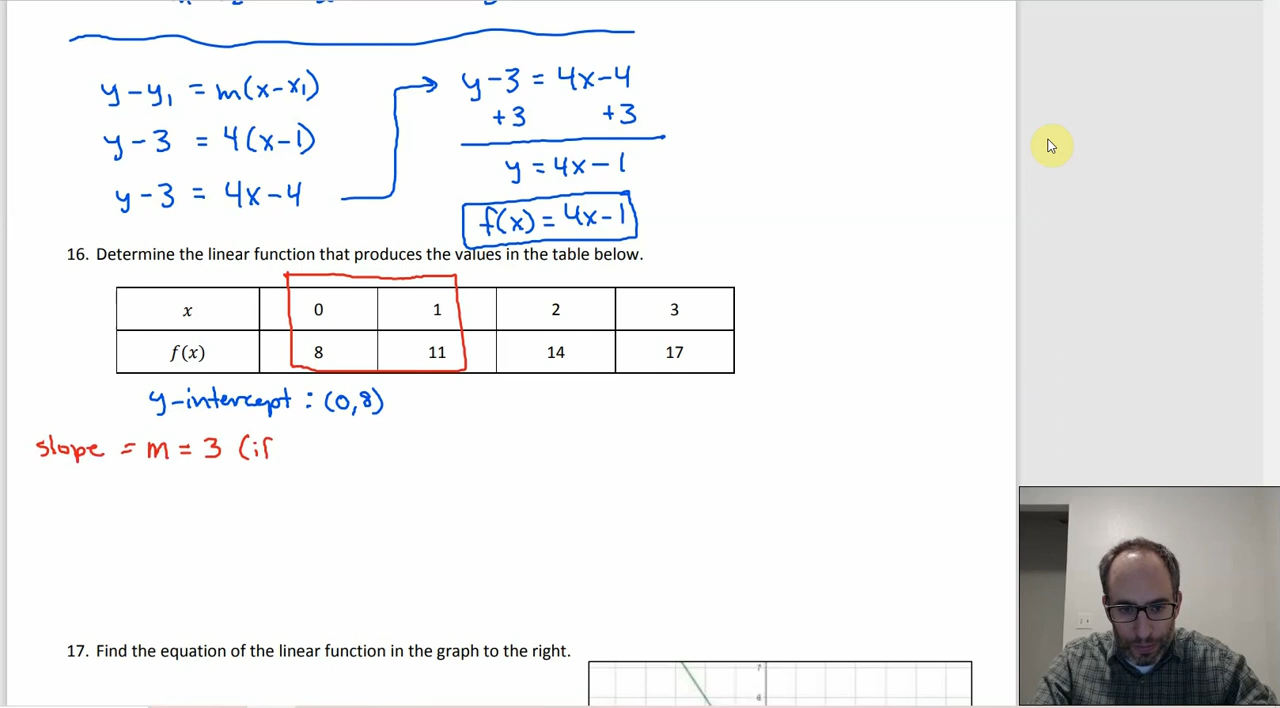 y-y₁ = m(x-x₁)
y-3 = 4(x-1)
y-3 = 4x-4
y-3 = 4x-4
+3 +3
y = 4x-1
f(x) = 4x-1
16. Determine the linear function that produces the values in the table below.
x 0 1 2 3
f(x) 8 11 14 17
y-intercept : (0,8)
slope = m = 3 (if
17. Find the equation of the linear function in the graph to the right.
7
6